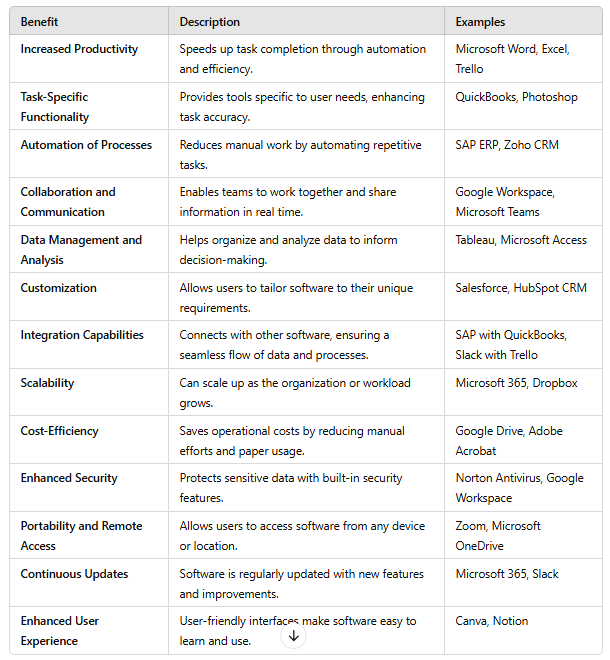 Benefit Description Examples
Increased Productivity Speeds up task completion through automation Microsoft Word, Excel,
and efficiency. Trello
Task-Specific Provides tools specific to user needs, enhancing QuickBooks, Photoshop
Functionality task accuracy.
Automation of Processes Reduces manual work by automating repetitive SAP ERP, Zoho CRM
tasks.
Collaboration and Enables teams to work together and share Google Workspace,
Communication information in real time. Microsoft Teams
Data Management and Helps organize and analyze data to inform Tableau, Microsoft Access
Analysis decision-making.
Customization Allows users to tailor software to their unique Salesforce, HubSpot CRM
requirements.
Integration Capabilities Connects with other software, ensuring a SAP with QuickBooks,
seamless flow of data and processes. Slack with Trello
Scalability Can scale up as the organization or workload Microsoft 365, Dropbox
grows.
Cost-Efficiency Saves operational costs by reducing manual Google Drive, Adobe
efforts and paper usage. Acrobat
Enhanced Security Protects sensitive data with built-in security Norton Antivirus, Google
features. Workspace
Portability and Remote Allows users to access software from any device Zoom, Microsoft
Access or location. OneDrive
Continuous Updates Software is regularly updated with new features Microsoft 365, Slack
and improvements.
Enhanced User User-friendly interfaces make software easy to Canva, Notion
Experience learn and use.